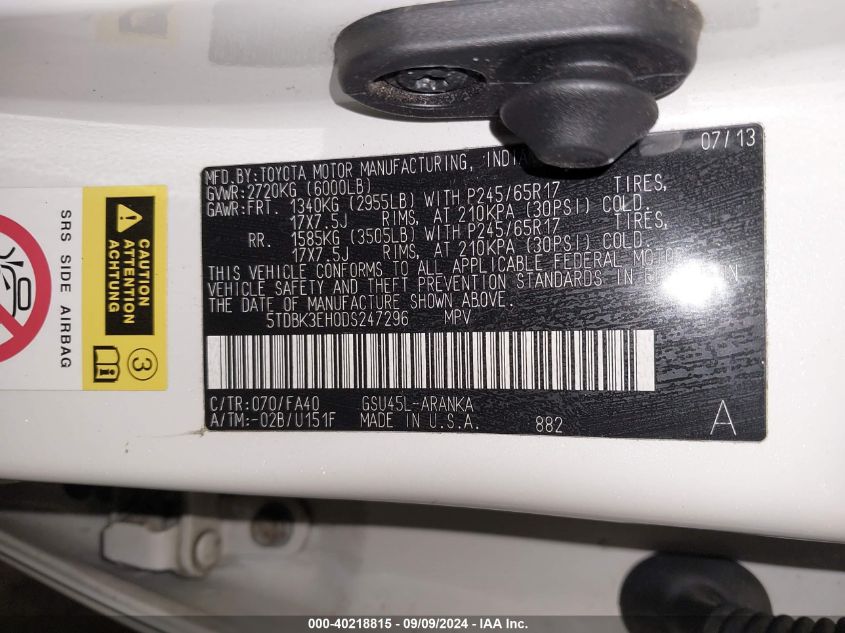 07/13
MFD.BY:TOYOTA MOTOR MANUFACTURING,
GVWR:2720KG (6000LB)
GAWR:FRT. 1340KG (2955LB) WITH P245/65R17 TIRES,
17X7.5J RIMS, AT 210KPA (30PSI) COLD.
RR. 1585KG (3505LB) WITH P245/65R17 TIRES,
17X7.5J RIMS, AT 210KPA (30PSI) COLD.
THIS VEHICLE CONFORMS TO ALL APPLICABLE FEDERAL MOTOR
VEHICLE SAFETY AND THEFT PREVENTION STANDARDS IN
THE DATE OF MANUFACTURE SHOWN ABOVE.
5TDBK3EH0DS247296 MPV
C/TR:070/FA40 GSU45L-ARANKA
A/TM:-02B/U151F MADE IN U.S.A. 882
A
SRS SIDE AIRBAG
CAUTION
ATTENTION
ACHTUNG
3
000-40218815 - 09/09/2024 - IAA Inc.